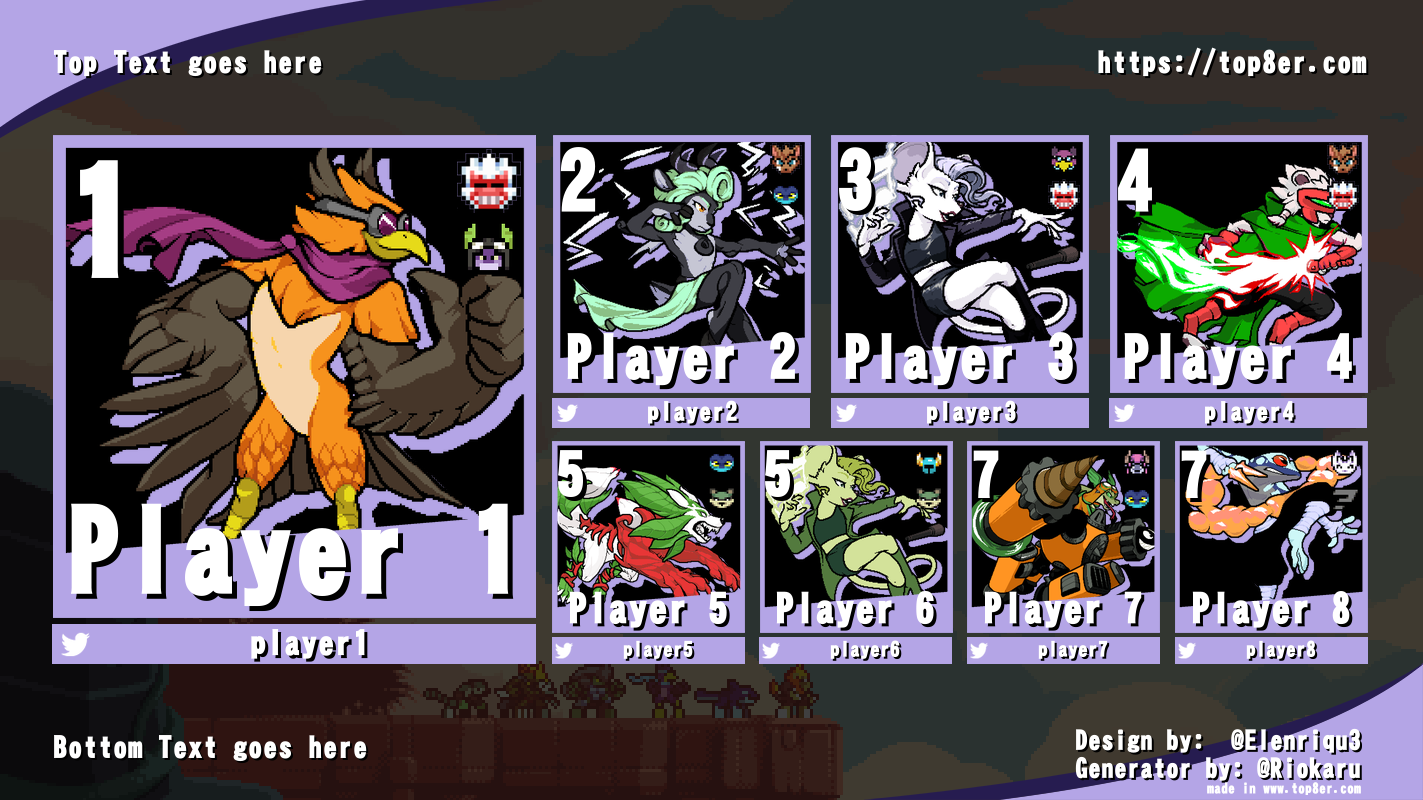 Top Text goes here
https://top8er.com
1
Player 1
player1
2
Player 2
player2
3
Player 3
player3
4
Player 4
player4
5
Player 5
player5
5
Player 6
player6
7
Player 7
player7
7
Player 8
player8
Bottom Text goes here
Design by: @Elenriqu3
Generator by: @Riokaru
made in www.top8er.com